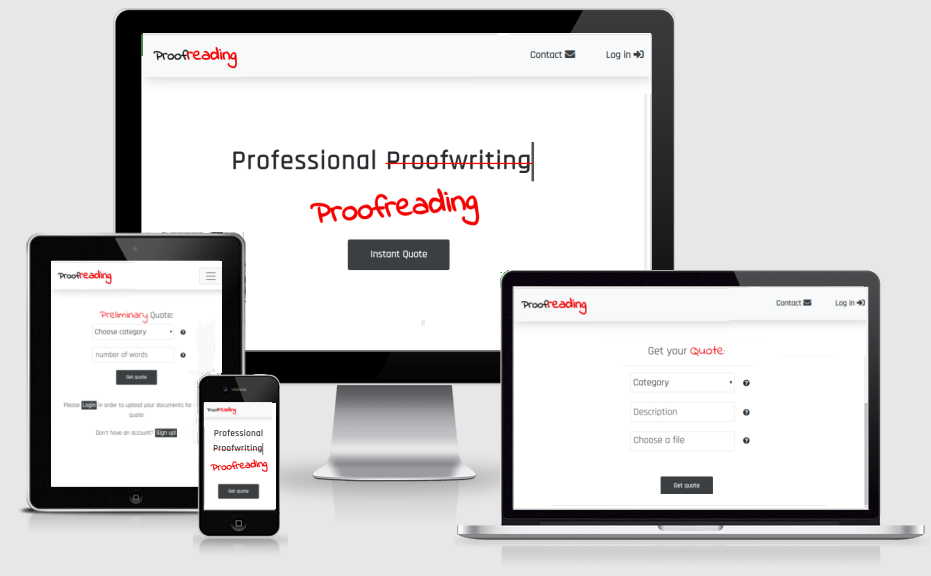 Proofreading
Contact
Log in
Professional Proofwriting
Proofreading
Instant Quote
Proofreading
Preliminary Quote:
Choose category
number of words
Get quote
Please Login in order to upload your documents for
quote
Don't have an account? Sign up!
Proofreading
Professional
Proofwriting
Proofreading
Get quote
Proofreading
Contact
Log in
Get your Quote:
Category
Description
Choose a file
Get quote